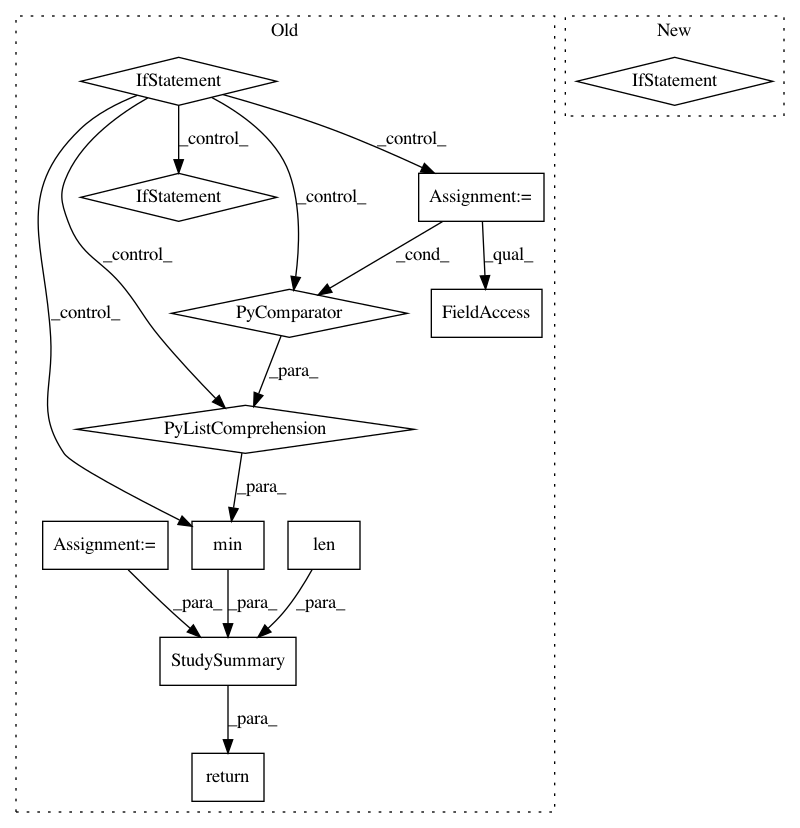 Old
New
IfStatement
IfStatement
_control_
_control_
IfStatement
_control_
Assignment:=
_control_
_cond_
_qual_
_control_
PyComparator
FieldAccess
_para_
PyListComprehension
_para_
Assignment:=
min
len
_para_
_para_
_para_
StudySummary
_para_
return